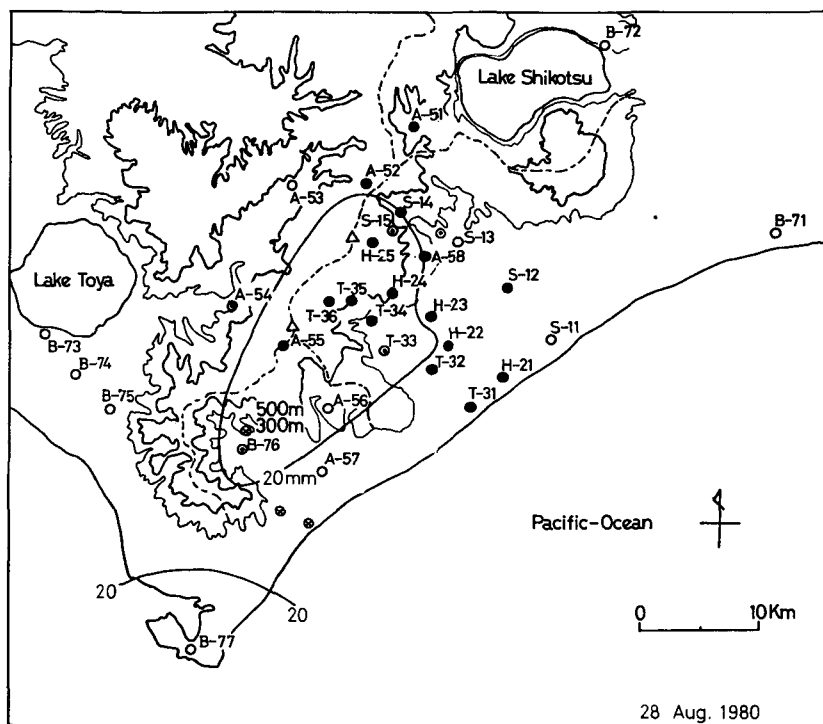 B-72
Lake Shikotsu
A-51
A-52
A-53
S-14
S-15
S-13
B-71
H-25
A-58
Lake Toya
H-24
S-12
A-54
T-35
T-36
T-34
H-23
B-73
A-55
T-33
H-22
S-11
B-74
T-32
H-21
B-75
500m
A-56
T-31
300m
B-76
A-57
20mm
Pacific-Ocean
20
20
0
10Km
B-77
28 Aug. 1980